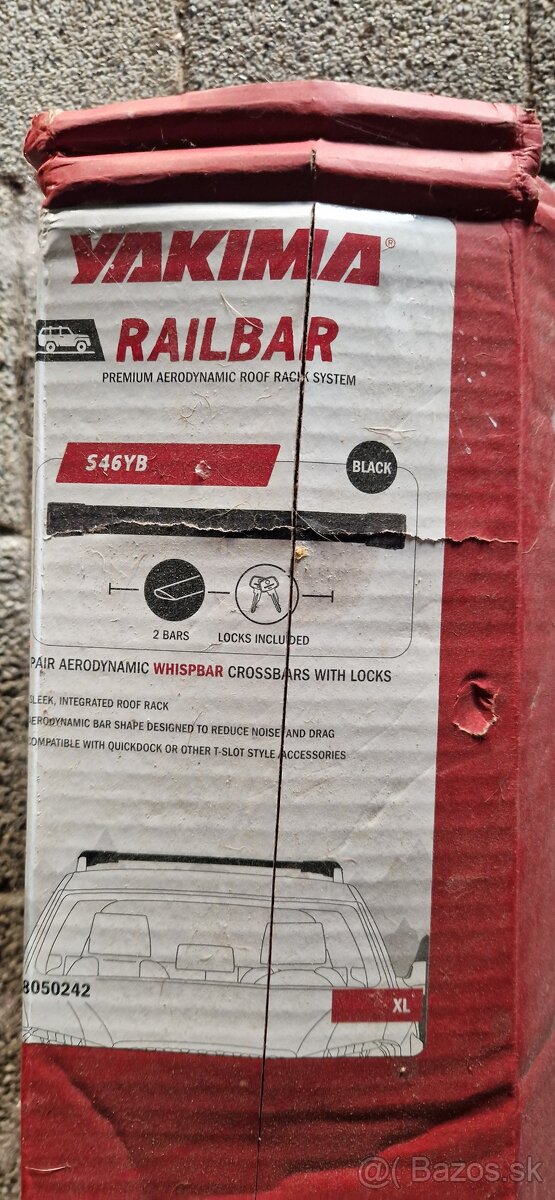 YAKIMA®
RAILBAR
PREMIUM AERODYNAMIC ROOF RACK SYSTEM
S46YB
BLACK
2 BARS
LOCKS INCLUDED
PAIR AERODYNAMIC WHISPBAR CROSSBARS WITH LOCKS
SLEEK, INTEGRATED ROOF RACK
AERODYNAMIC BAR SHAPE DESIGNED TO REDUCE NOISE AND DRAG
COMPATIBLE WITH QUICKDOCK OR OTHER T-SLOT STYLE ACCESSORIES
8050242
XL
@( Bazos.sk